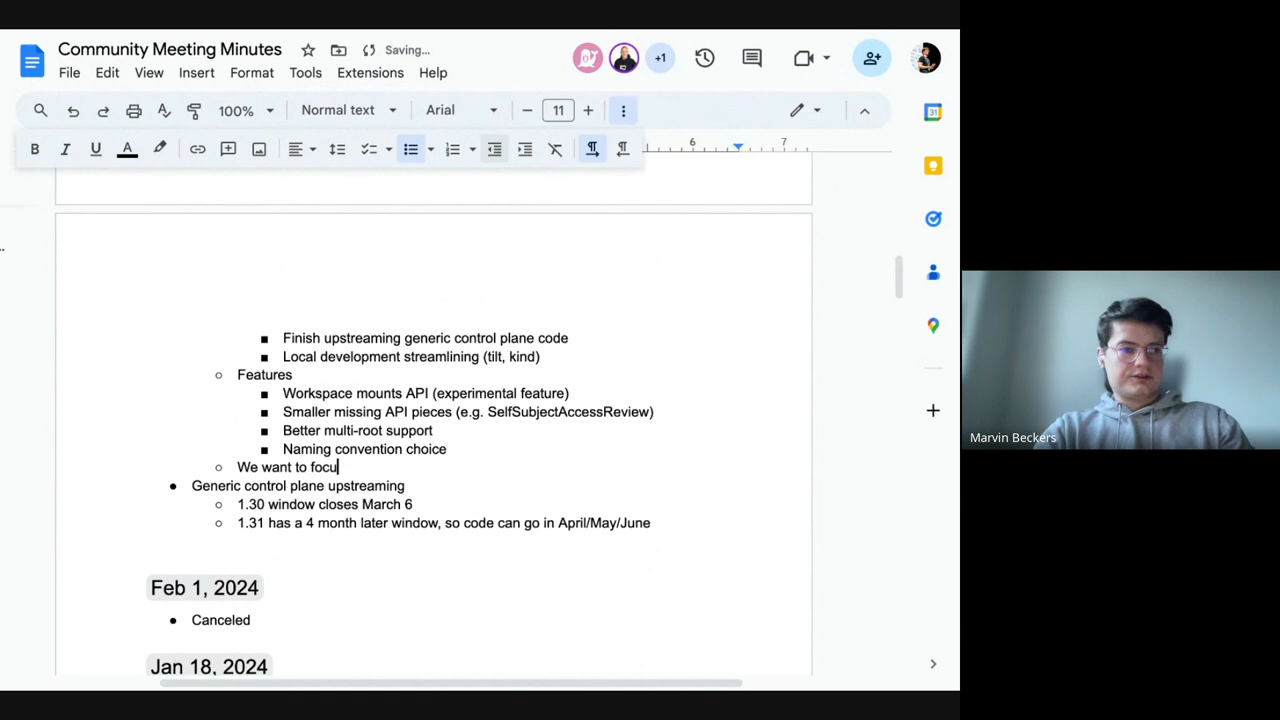 Community Meeting Minutes
Saving...
+1
File Edit View Insert Format Tools Extensions Help
100% Normal text Arial 11
B I U A
6 7
31
Finish upstreaming generic control plane code
Local development streamlining (tilt, kind)
Features
Workspace mounts API (experimental feature)
Smaller missing API pieces (e.g. SelfSubjectAccessReview)
Better multi-root support
Naming convention choice
We want to focu
Generic control plane upstreaming
1.30 window closes March 6
1.31 has a 4 month later window, so code can go in April/May/June
Feb 1, 2024
Canceled
Jan 18, 2024
Marvin Beckers